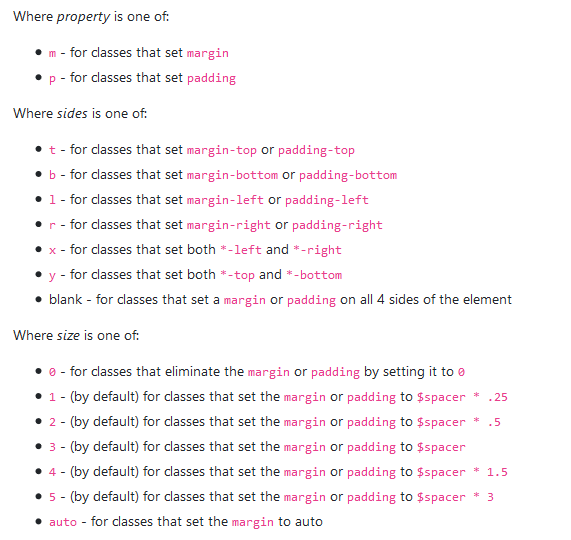 Where property is one of:
• m - for classes that set margin
• p - for classes that set padding
Where sides is one of:
• t - for classes that set margin-top or padding-top
• b - for classes that set margin-bottom or padding-bottom
• l - for classes that set margin-left or padding-left
• r - for classes that set margin-right or padding-right
• x - for classes that set both *-left and *-right
• y - for classes that set both *-top and *-bottom
• blank - for classes that set a margin or padding on all 4 sides of the element
Where size is one of:
• 0 - for classes that eliminate the margin or padding by setting it to 0
• 1 - (by default) for classes that set the margin or padding to $spacer * .25
• 2 - (by default) for classes that set the margin or padding to $spacer * .5
• 3 - (by default) for classes that set the margin or padding to $spacer
• 4 - (by default) for classes that set the margin or padding to $spacer * 1.5
• 5 - (by default) for classes that set the margin or padding to $spacer * 3
• auto - for classes that set the margin to auto